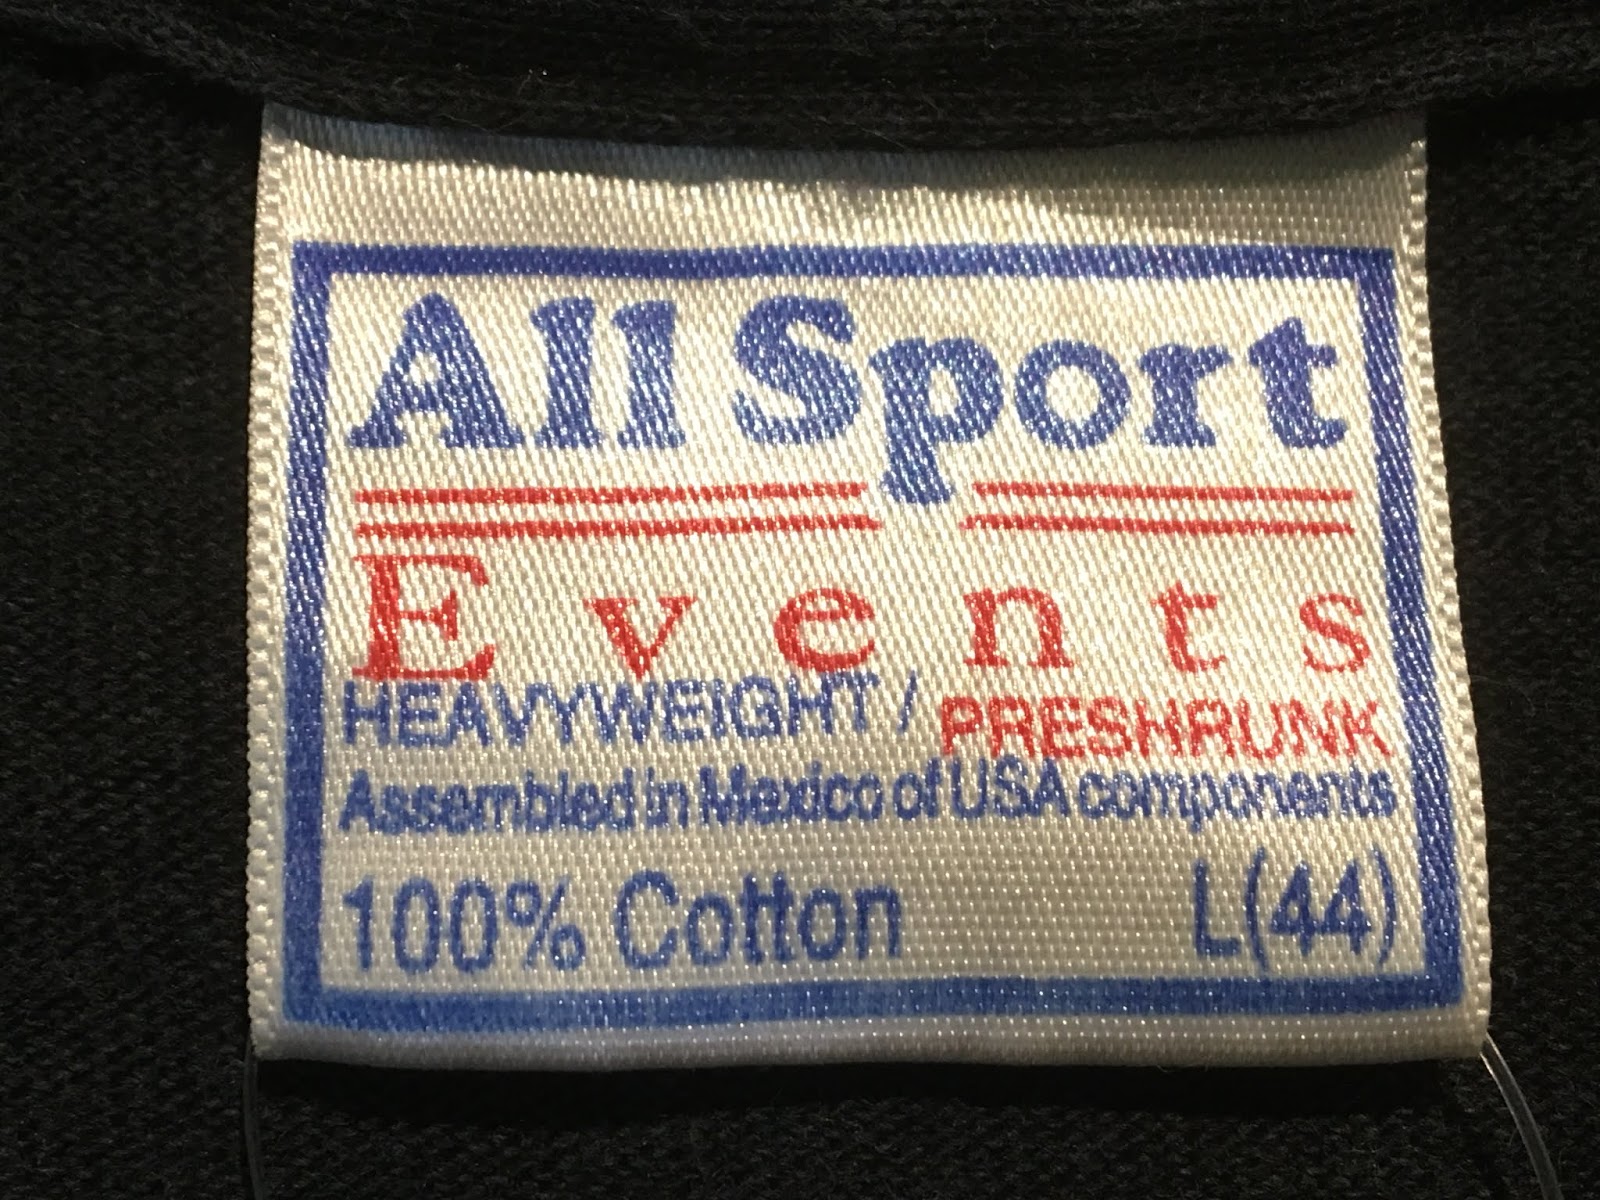 All Sport
Events
HEAVYWEIGHT / PRESHRUNK
Assembled in Mexico of USA components
100% Cotton L(44)